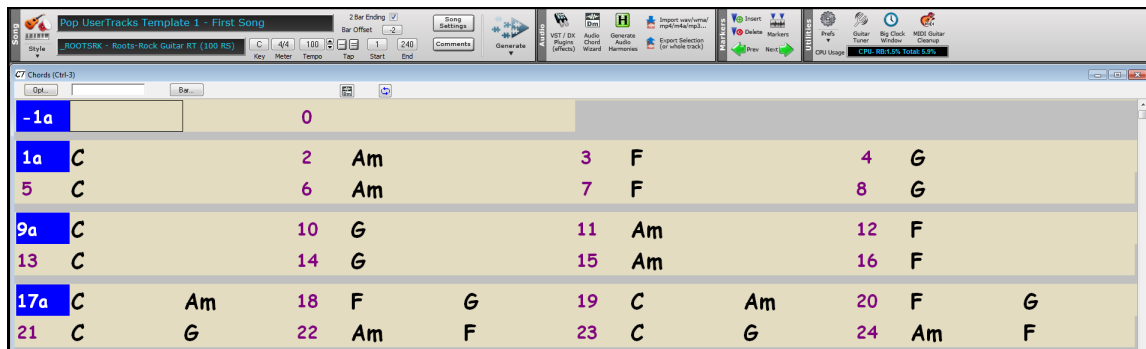 Song
Pop UserTracks Template 1 - First Song
Style
_ROOTSRK - Roots-Rock Guitar RT (100 RS)
2 Bar Ending
Bar Offset -2
C 4/4 100 1 240
Key Meter Tempo Tap Start End
Song Settings
Comments
Generate
Audio
VST / DX Plugins (effects)
Audio Chord Wizard
Generate Audio Harmonies
Import wav/wma/mp4/m4a/mp3...
Export Selection (or whole track)
Markers
Insert
Delete Markers
Prev Next
Utilities
Prefs
Guitar Tuner
Big Clock Window
MIDI Guitar Cleanup
CPU Usage CPU- RB:1.5% Total: 5.9%
C7 Chords (Ctrl-3)
Opt... Bar...
-1a 0
1a C 2 Am 3 F 4 G
5 C 6 Am 7 F 8 G
9a C 10 G 11 Am 12 F
13 C 14 G 15 Am 16 F
17a C Am 18 F G 19 C Am 20 F G
21 C G 22 Am F 23 C G 24 Am F